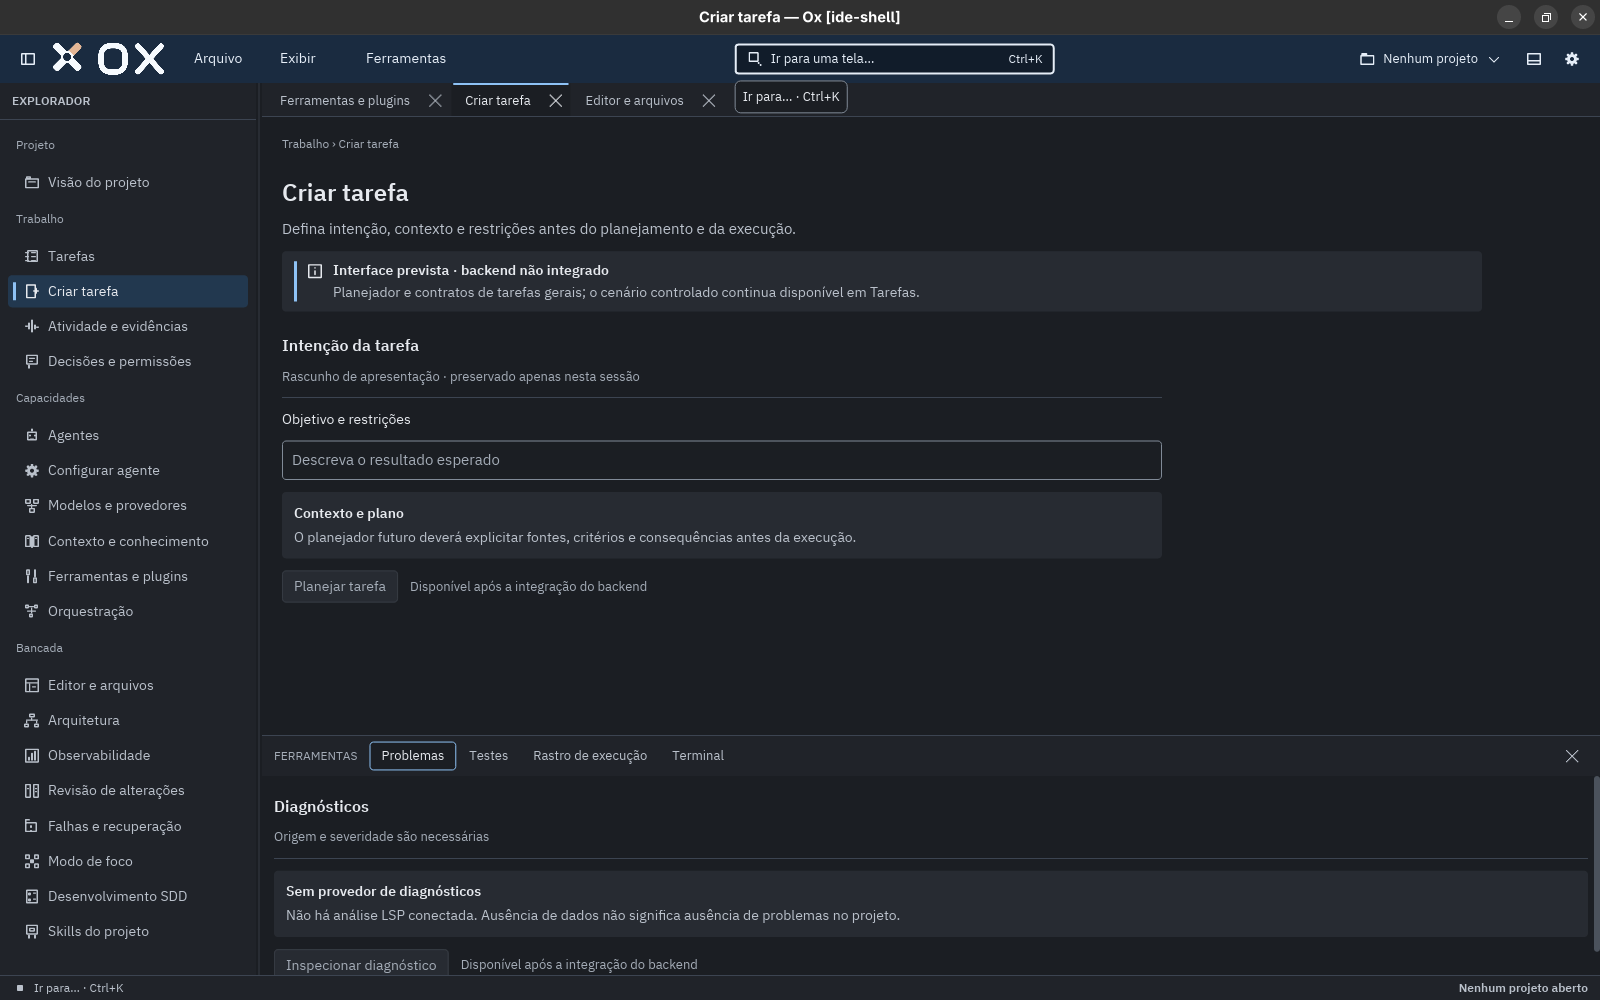 Criar tarefa — Ox [ide-shell]
OX
Arquivo
Exibir
Ferramentas
Ir para uma tela...
Ctrl+K
Nenhum projeto
EXPLORADOR
Ferramentas e plugins
Criar tarefa
Editor e arquivos
Ir para... · Ctrl+K
Projeto
Visão do projeto
Trabalho
Tarefas
Criar tarefa
Atividade e evidências
Decisões e permissões
Capacidades
Agentes
Configurar agente
Modelos e provedores
Contexto e conhecimento
Ferramentas e plugins
Orquestração
Bancada
Editor e arquivos
Arquitetura
Observabilidade
Revisão de alterações
Falhas e recuperação
Modo de foco
Desenvolvimento SDD
Skills do projeto
Trabalho › Criar tarefa
Criar tarefa
Defina intenção, contexto e restrições antes do planejamento e da execução.
Interface prevista · backend não integrado
Planejador e contratos de tarefas gerais; o cenário controlado continua disponível em Tarefas.
Intenção da tarefa
Rascunho de apresentação · preservado apenas nesta sessão
Objetivo e restrições
Descreva o resultado esperado
Contexto e plano
O planejador futuro deverá explicitar fontes, critérios e consequências antes da execução.
Planejar tarefa
Disponível após a integração do backend
FERRAMENTAS
Problemas
Testes
Rastro de execução
Terminal
Diagnósticos
Origem e severidade são necessárias
Sem provedor de diagnósticos
Não há análise LSP conectada. Ausência de dados não significa ausência de problemas no projeto.
Inspecionar diagnóstico
Disponível após a integração do backend
Ir para... · Ctrl+K
Nenhum projeto aberto